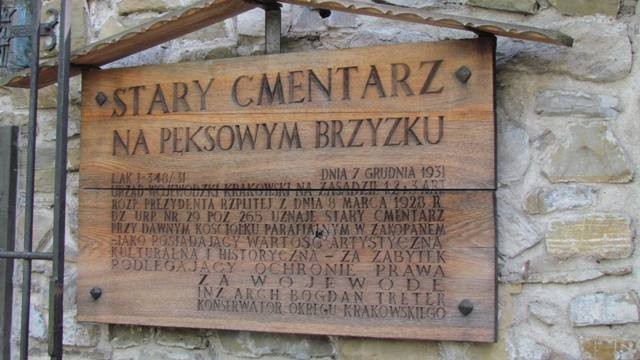 STARY CMENTARZ
NA PĘKSOWYM BRZYZKU
L.AK I-348/31 DNIA 7 GRUDNIA 1931
URZĄD WOJEWÓDZKI KRAKOWSKI NA ZASADZIE 1, 2, 3 ART
ROZP. PREZYDENTA RZPLITEJ Z DNIA 8 MARCA 1928 R.
DZ URP NR 29 POZ 265 UZNAJE STARY CMENTARZ
PRZY DAWNYM KOŚCIÓŁKU PARAFIALNYM W ZAKOPANEM
-JAKO POSIADAJĄCY WARTOŚĆ ARTYSTYCZNĄ
KULTURALNĄ I HISTORYCZNĄ - ZA ZABYTEK
PODLEGAJĄCY OCHRONIE PRAWA
ZA WOJEWODĘ
INŻ ARCH BOGDAN TRETER
KONSERWATOR OKRĘGU KRAKOWSKIEGO